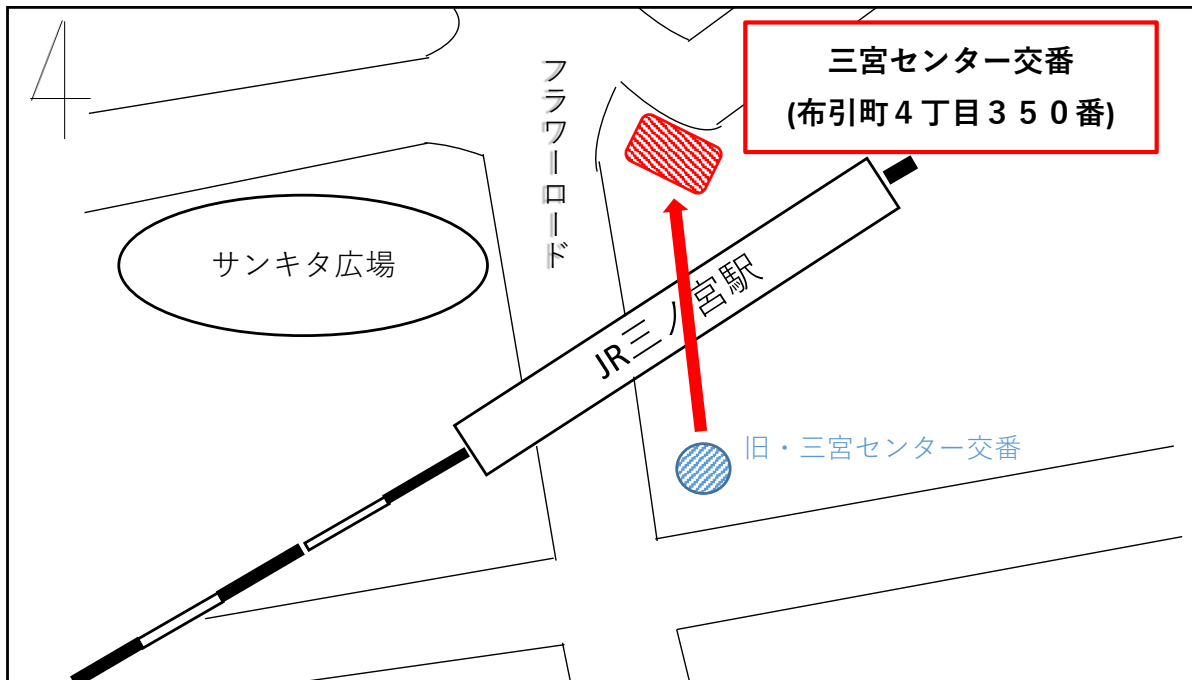 三宮センター交番
(布引町４丁目３５０番)
フラワーロード
サンキタ広場
JR三ノ宮駅
旧・三宮センター交番